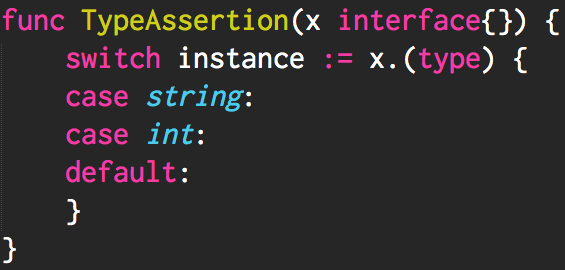 func TypeAssertion(x interface{}) {
    switch instance := x.(type) {
    case string:
    case int:
    default:
    }
}